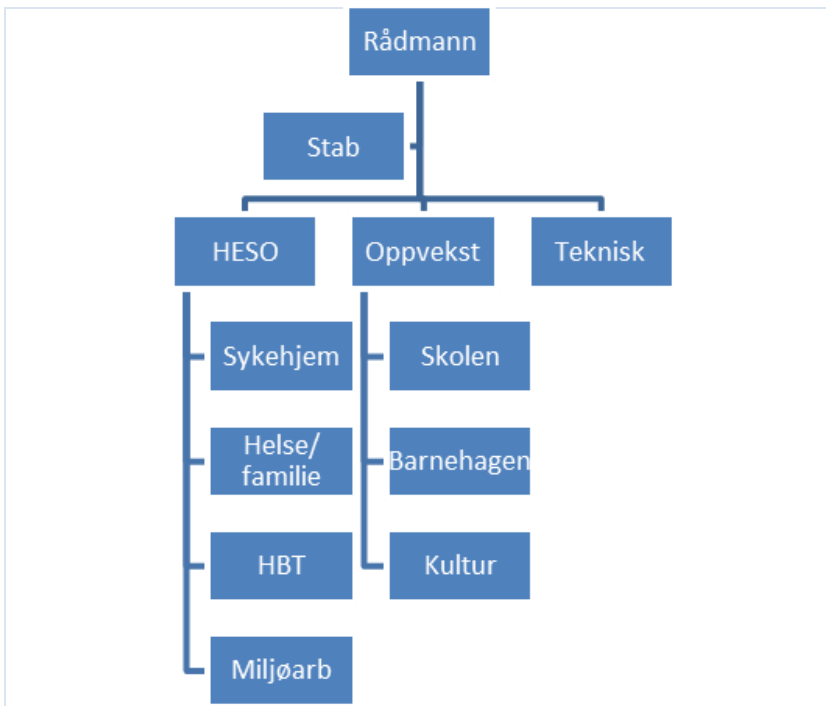 Rådmann
Stab
HESO
Oppvekst
Teknisk
Sykehjem
Skolen
Helse/
familie
Barnehagen
HBT
Kultur
Miljøarb